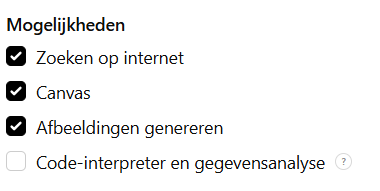 Mogelijkheden
Zoeken op internet
Canvas
Afbeeldingen genereren
Code-interpreter en gegevensanalyse ?